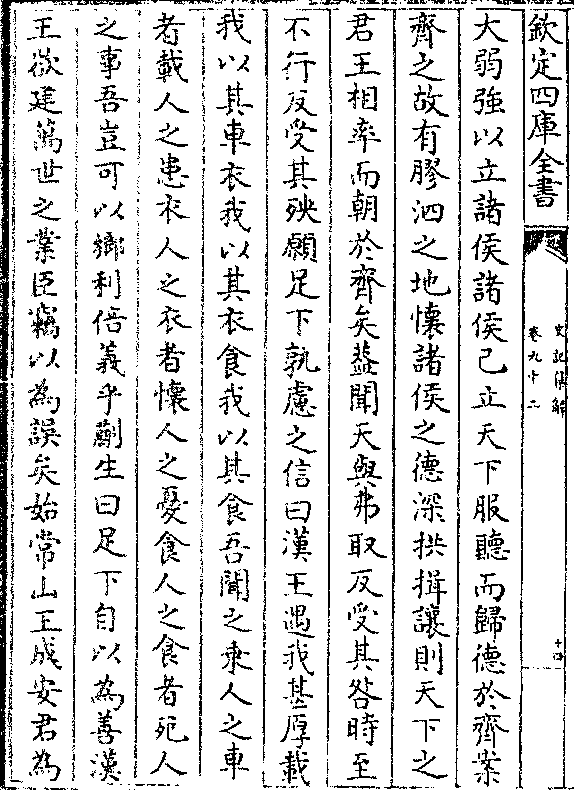 欽定四庫全書
史記集解
卷九十二
十四
大弱強以立諸侯諸侯已立天下服聽而歸德於齊案
齊之故有膠泗之地懷諸侯之德深拱揖讓則天下之
君王相率而朝於齊矣葢聞天與弗取反受其咎時至
不行反受其殃願足下孰慮之信曰漢王遇我甚厚載
我以其車衣我以其衣食我以其食吾聞之乘人之車
者載人之患衣人之衣者懷人之憂食人之食者死人
之事吾豈可以鄉利倍義乎蒯生曰足下自以為善漢
王欲建萬世之業臣竊以為誤矣始常山王成安君為